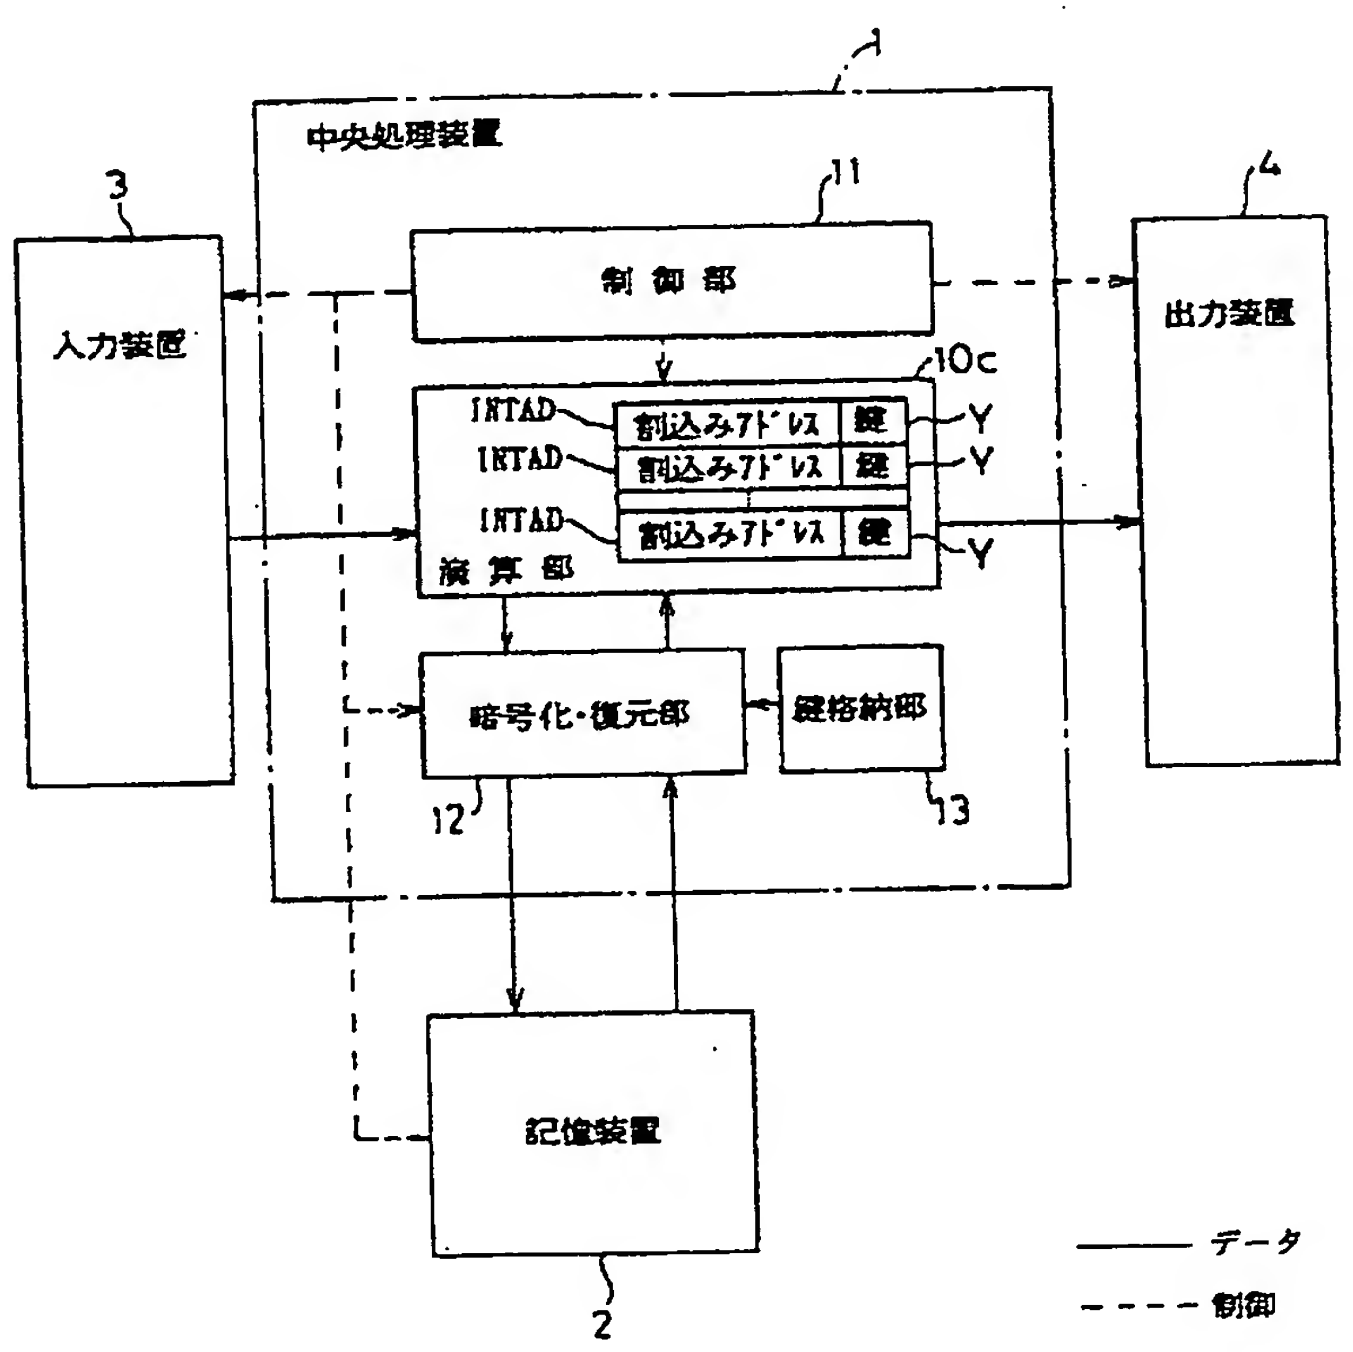 1
中央処理装置
3
11
4
制御部
入力装置
出力装置
10c
INTAD
割込みアドレス
鍵
Y
INTAD
割込みアドレス
鍵
Y
INTAD
割込みアドレス
鍵
Y
演算部
暗号化・復元部
鍵格納部
12
13
記憶装置
2
データ
制御